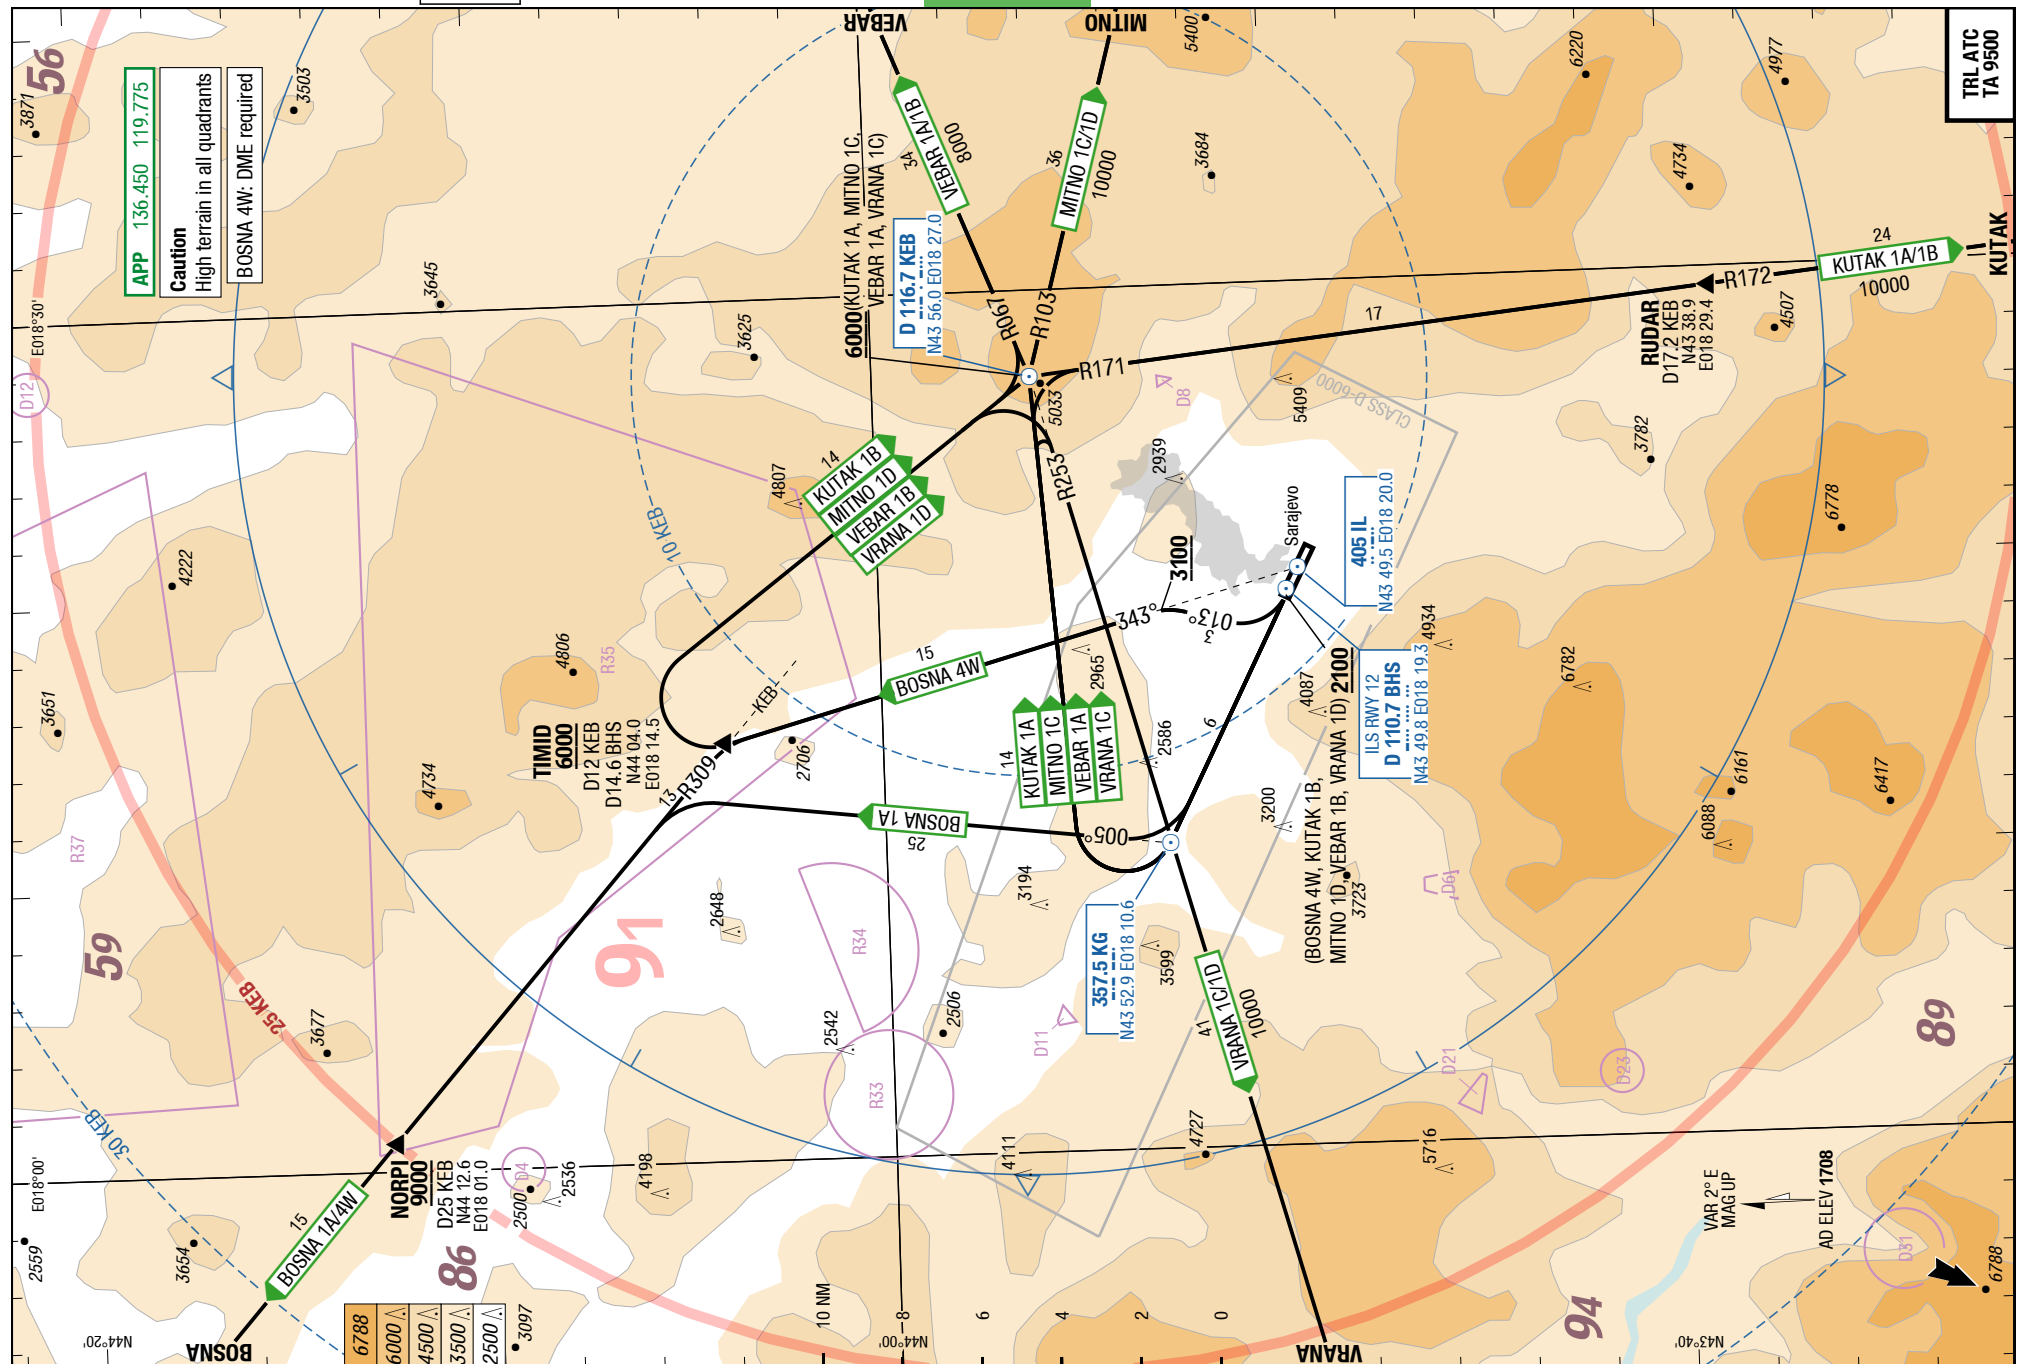 APP 136.450 119.775
Caution
High terrain in all quadrants
BOSNA 4W: DME required
TRL ATC
TA 9500
VEBAR
MITNO
KUTAK
VRANA
BOSNA
56
59
86
89
94
91
3871
3503
3645
3625
4222
3651
4806
4807
4734
2706
2648
3677
2542
2506
3194
3599
2586
2965
2939
5033
5409
3684
5400
6220
4977
4734
4507
3782
6778
4934
6782
4087
3200
3723
6161
6088
6417
5716
4727
4111
4198
2536
2500
3654
2559
3097
6788
E018°30'
E018°00'
N44°20'
N44°00'
N43°40'
D12
R35
R37
R34
R33
D4
D11
D8
D6
D21
D23
D31
10 KEB
25 KEB
30 KEB
CLASS D-6000
6000(KUTAK 1A, MITNO 1C,
VEBAR 1A, VRANA 1C)
D 116.7 KEB
N43 56.0 E018 27.0
34
VEBAR 1A/1B
8000
36
MITNO 1C/1D
10000
R067
R103
R171
R172
R253
R309
17
24
KUTAK 1A/1B
10000
RUDAR
D17.2 KEB
N43 38.9
E018 29.4
14
KUTAK 1B
MITNO 1D
VEBAR 1B
VRANA 1D
TIMID
6000
D12 KEB
D14.6 BHS
N44 04.0
E018 14.5
KEB
15
BOSNA 4W
343°
013°
3
3100
Sarajevo
405 IL
N43 49.5 E018 20.0
ILS RWY 12
D 110.7 BHS
N43 49.8 E018 19.3
2100
(BOSNA 4W, KUTAK 1B,
MITNO 1D, VEBAR 1B, VRANA 1D)
14
KUTAK 1A
MITNO 1C
VEBAR 1A
VRANA 1C
13
BOSNA 1A
25
005°
6
357.5 KG
N43 52.9 E018 10.6
41
VRANA 1C/1D
10000
NORPI
9000
D25 KEB
N44 12.6
E018 01.0
15
BOSNA 1A/4W
6788
6000
4500
3500
2500
10 NM
8
6
4
2
0
VAR 2° E
MAG UP
AD ELEV 1708